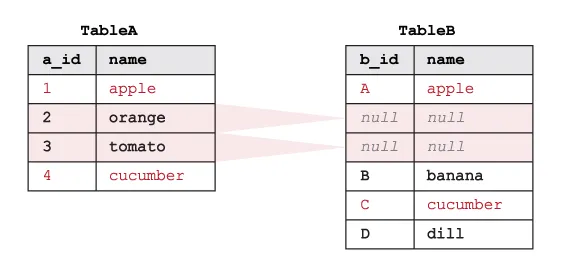 TableA TableB
a_id name b_id name
1 apple A apple
2 orange null null
3 tomato null null
4 cucumber B banana
C cucumber
D dill